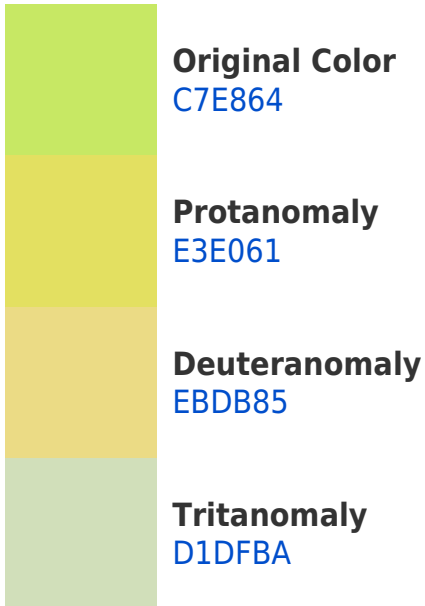 Original Color
C7E864
Protanomaly
E3E061
Deuteranomaly
EBDB85
Tritanomaly
D1DFBA